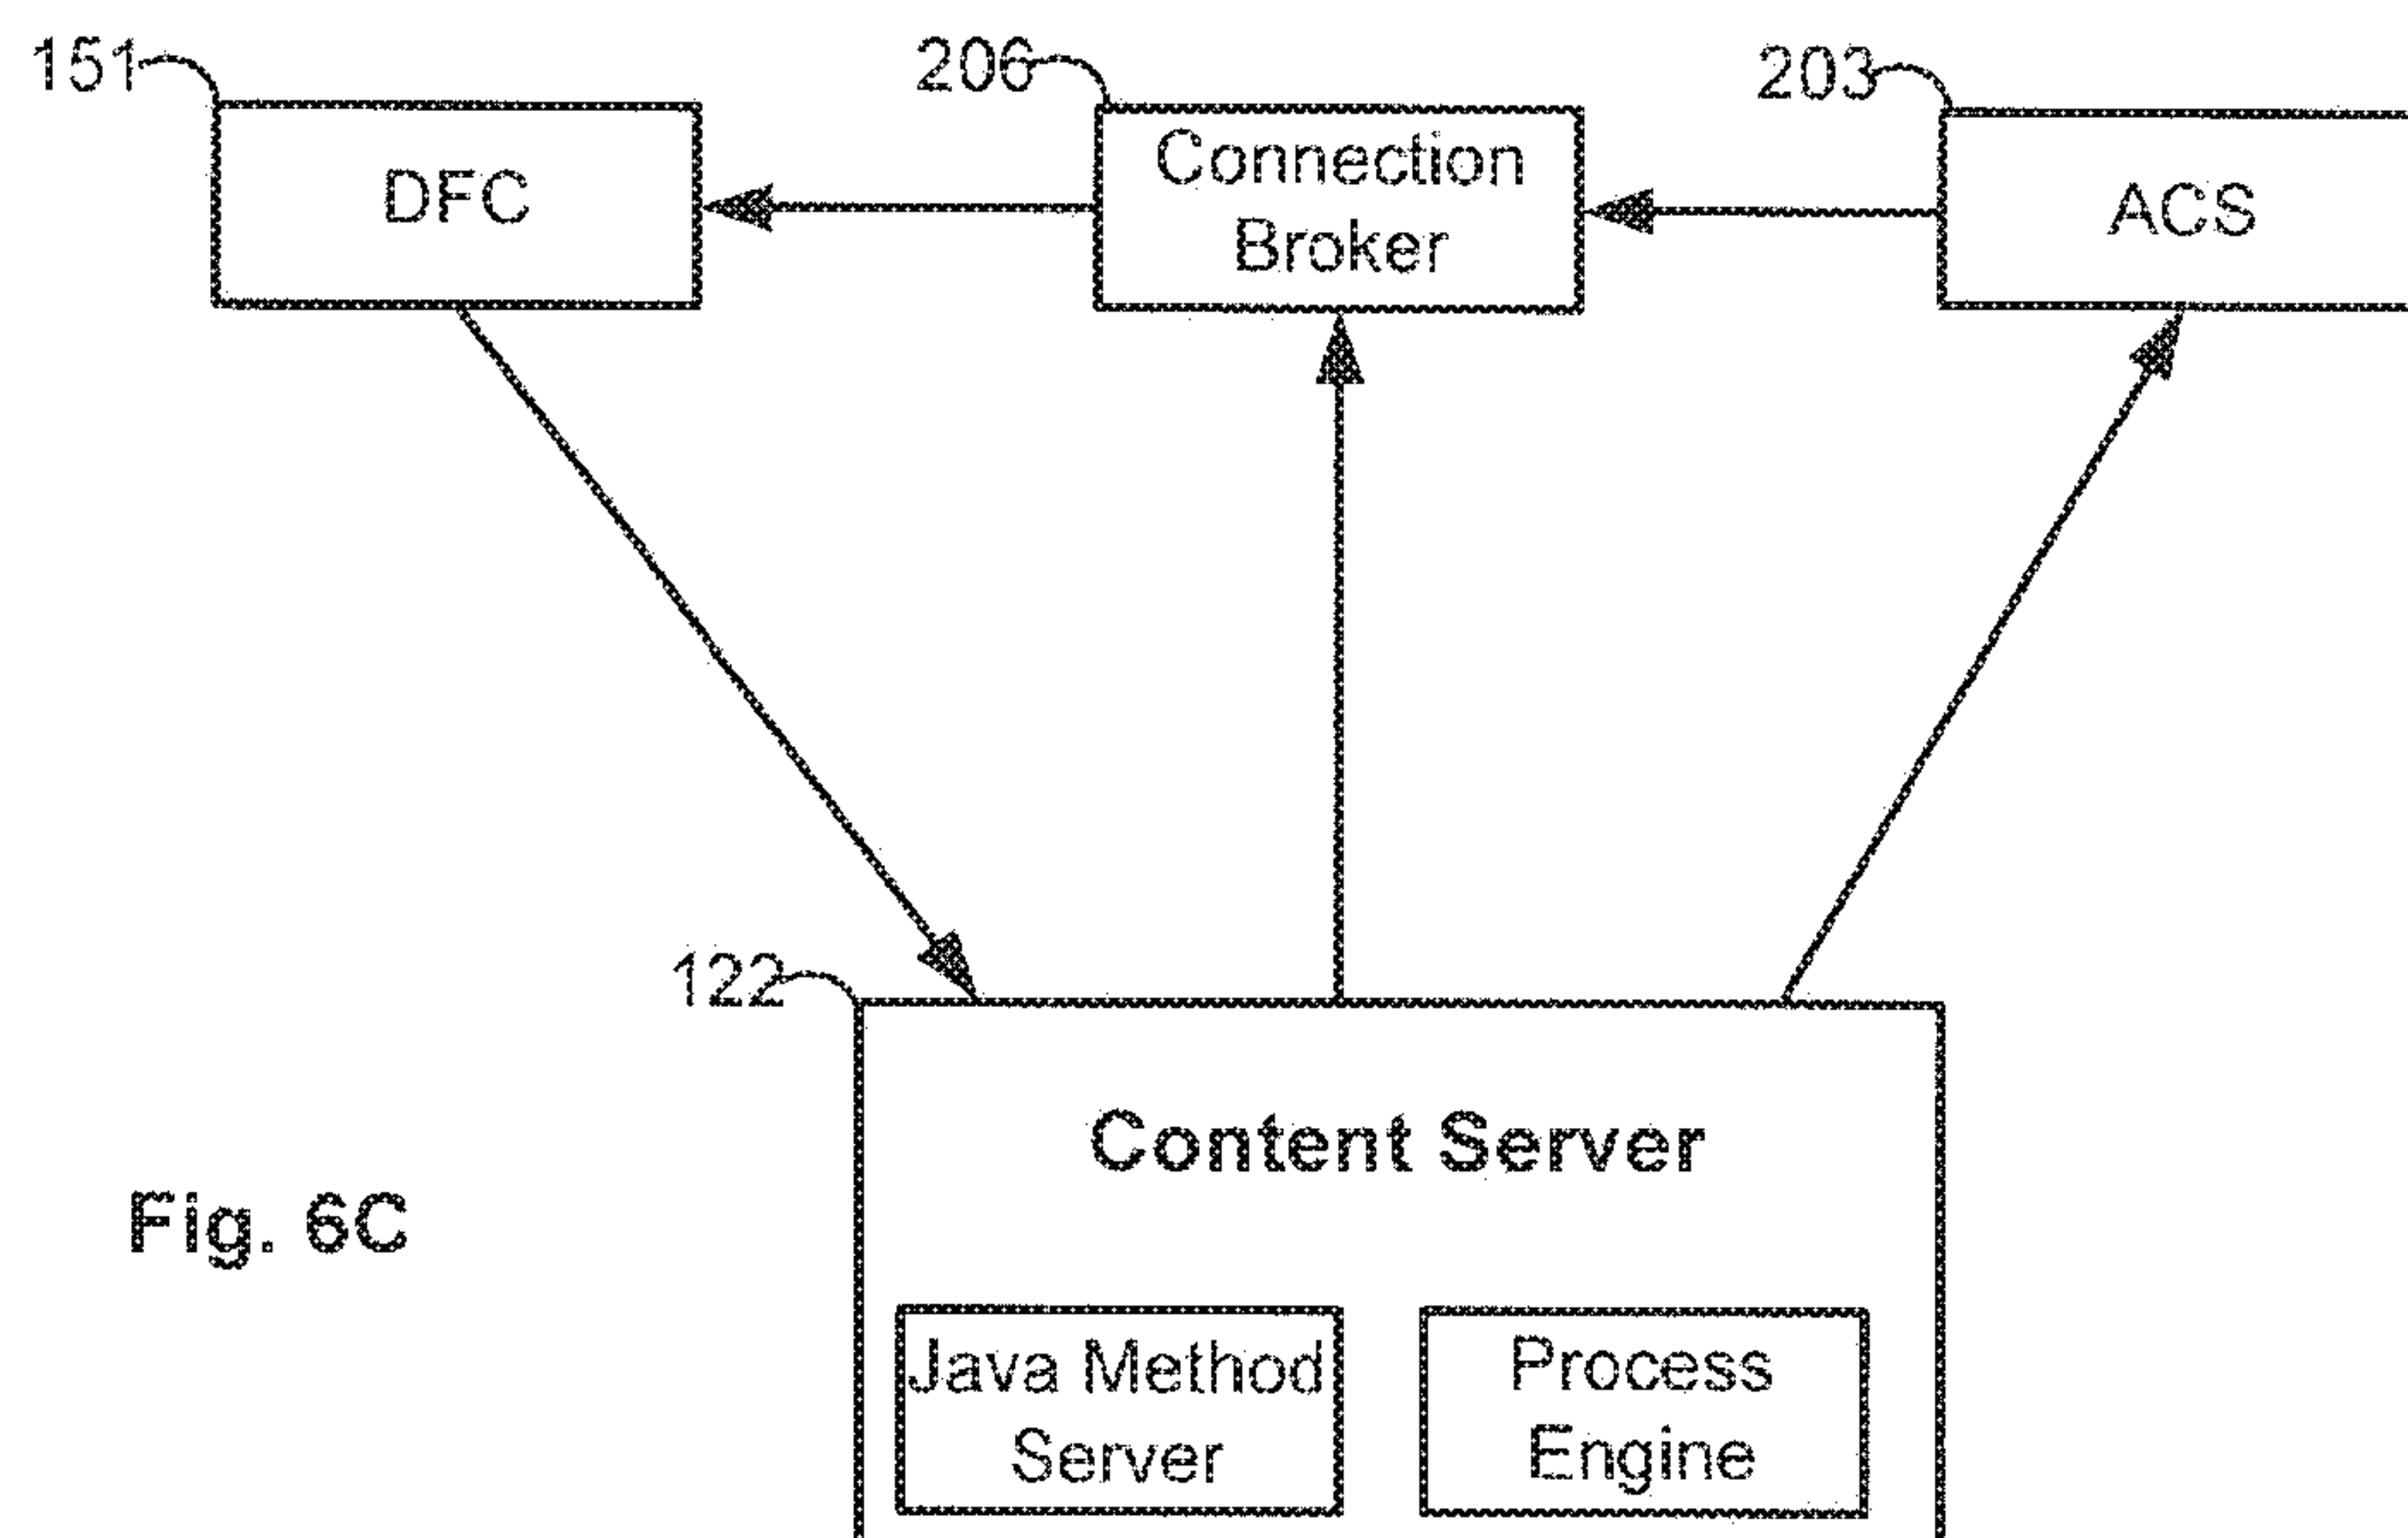 151
206
203
DFC
Connection
Broker
ACS
122
Content Server
Fig. 6C
Java Method
Server
Process
Engine